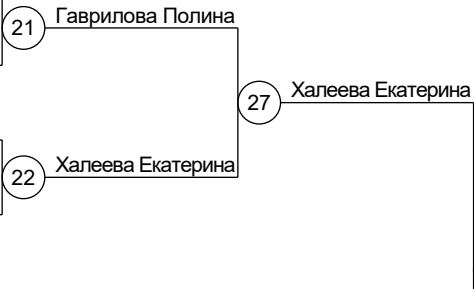 21 Гаврилова Полина
27 Халеева Екатерина
22 Халеева Екатерина